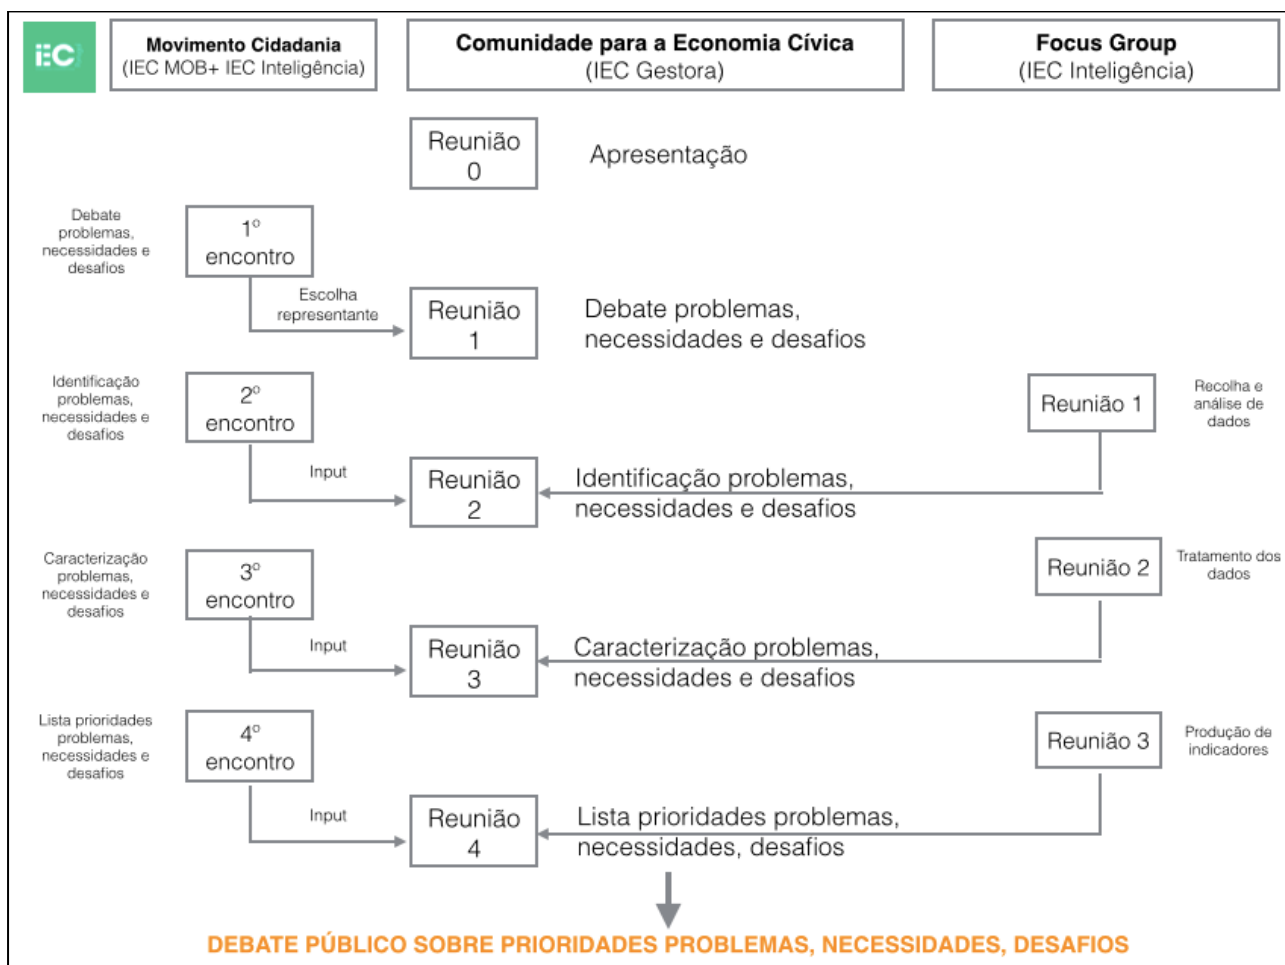 iEC
Movimento Cidadania
(IEC MOB+ IEC Inteligência)
Comunidade para a Economia Cívica
(IEC Gestora)
Focus Group
(IEC Inteligência)
Reunião
0
Apresentação
Debate
problemas,
necessidades e
desafios
1º
encontro
Escolha
representante
Reunião
1
Debate problemas,
necessidades e desafios
Identificação
problemas,
necessidades e
desafios
2º
encontro
Input
Reunião
2
Identificação problemas,
necessidades e desafios
Reunião 1
Recolha e
análise de
dados
Caracterização
problemas,
necessidades e
desafios
3º
encontro
Input
Reunião
3
Caracterização problemas,
necessidades e desafios
Reunião 2
Tratamento dos
dados
Lista prioridades
problemas,
necessidades e
desafios
4º
encontro
Input
Reunião
4
Lista prioridades problemas,
necessidades, desafios
Reunião 3
Produção de
indicadores
DEBATE PÚBLICO SOBRE PRIORIDADES PROBLEMAS, NECESSIDADES, DESAFIOS